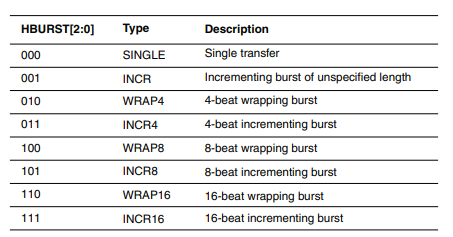 HBURST[2:0] Type Description
000 SINGLE Single transfer
001 INCR Incrementing burst of unspecified length
010 WRAP4 4-beat wrapping burst
011 INCR4 4-beat incrementing burst
100 WRAP8 8-beat wrapping burst
101 INCR8 8-beat incrementing burst
110 WRAP16 16-beat wrapping burst
111 INCR16 16-beat incrementing burst